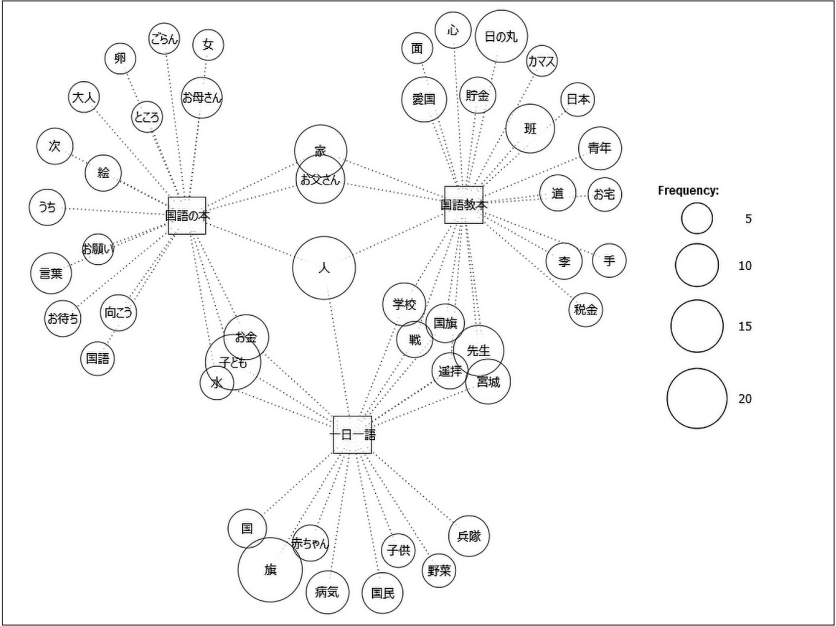 ごらん
女
卵
大人
お母さん
ところ
次
絵
うち
国語の本
お願い
言葉
お待ち
向こう
国語
家
お父さん
人
心
日の丸
面
カマス
愛国
貯金
日本
班
青年
道
お宅
国語教本
李
手
税金
学校
国旗
戦
先生
遥拝
宮城
お金
子ども
水
一日一語
国
赤ちゃん
旗
病気
国民
子供
野菜
兵隊
Frequency:
5
10
15
20